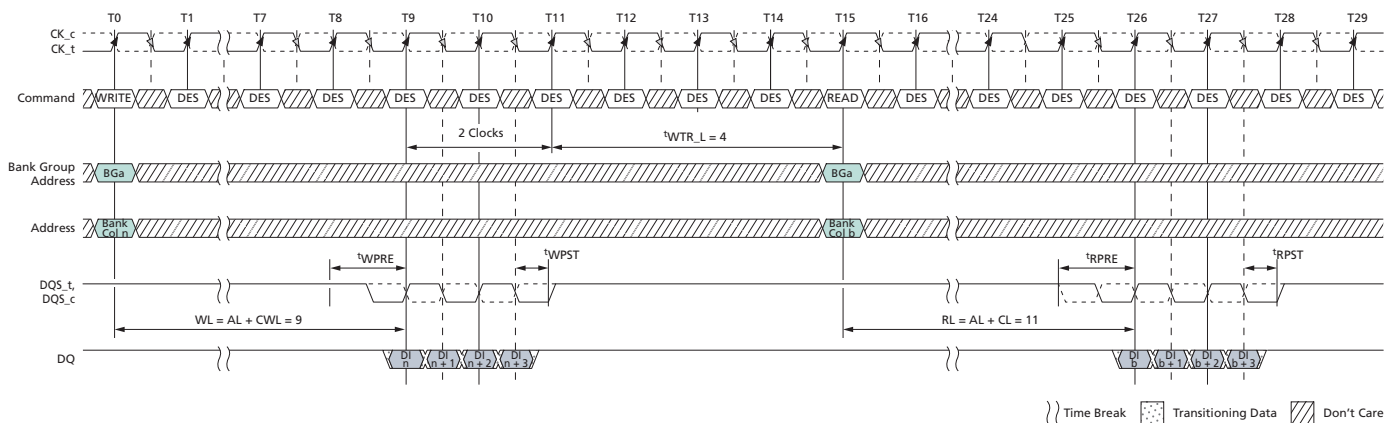 T0 T1 T7 T8 T9 T10 T11 T12 T13 T14 T15 T16 T24 T25 T26 T27 T28 T29
CK_c
CK_t
Command WRITE DES DES DES DES DES DES DES DES DES READ DES DES DES DES DES DES DES
2 Clocks tWTR_L = 4
Bank Group
Address BGa BGa
Address Bank
Col n Bank
Col b
tWPRE tWPST tRPRE tRPST
DQS_t,
DQS_c
WL = AL + CWL = 9 RL = AL + CL = 11
DQ DI
n DI
n + 1 DI
n + 2 DI
n + 3 DI
b DI
b + 1 DI
b + 2 DI
b + 3
Time Break Transitioning Data Don't Care